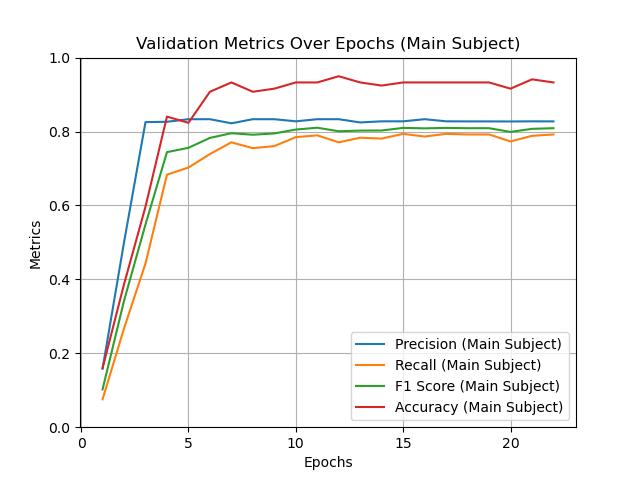 Validation Metrics Over Epochs (Main Subject)
1.0
0.8
0.6
0.4
0.2
0.0
Metrics
0
5
10
15
20
Epochs
Precision (Main Subject)
Recall (Main Subject)
F1 Score (Main Subject)
Accuracy (Main Subject)